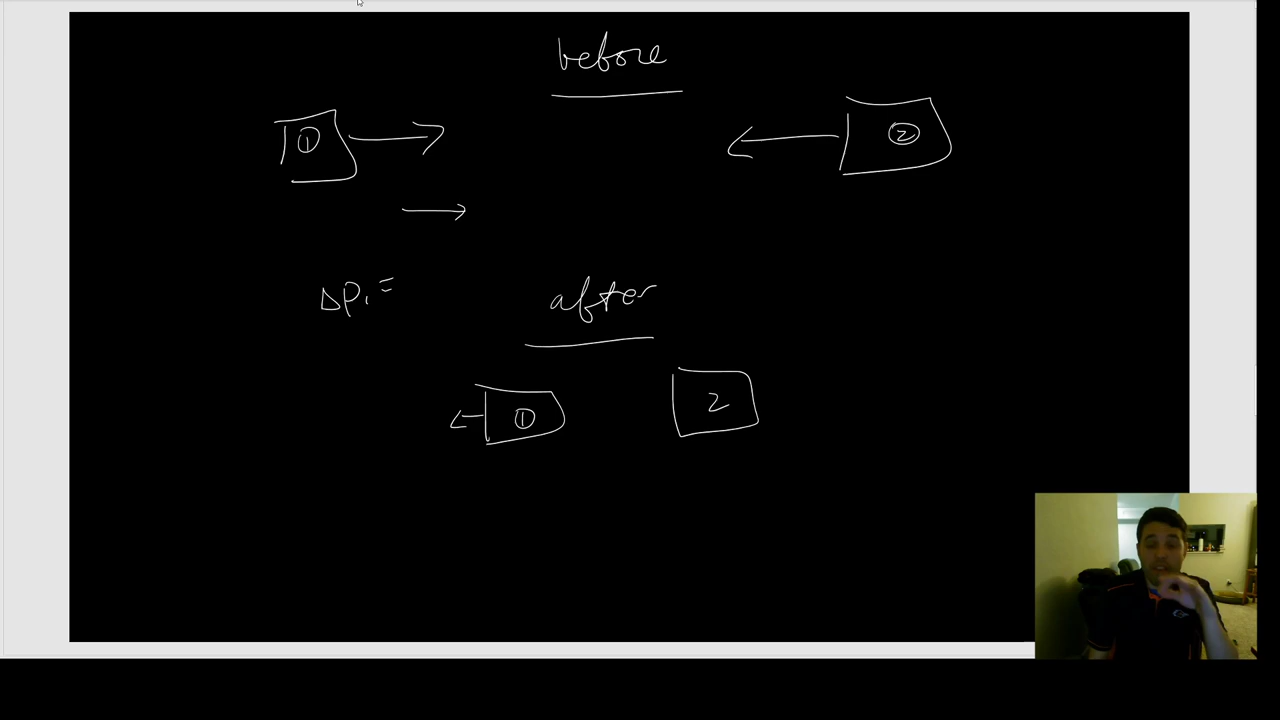 before
① ②
ΔP₁ =
after
① 2